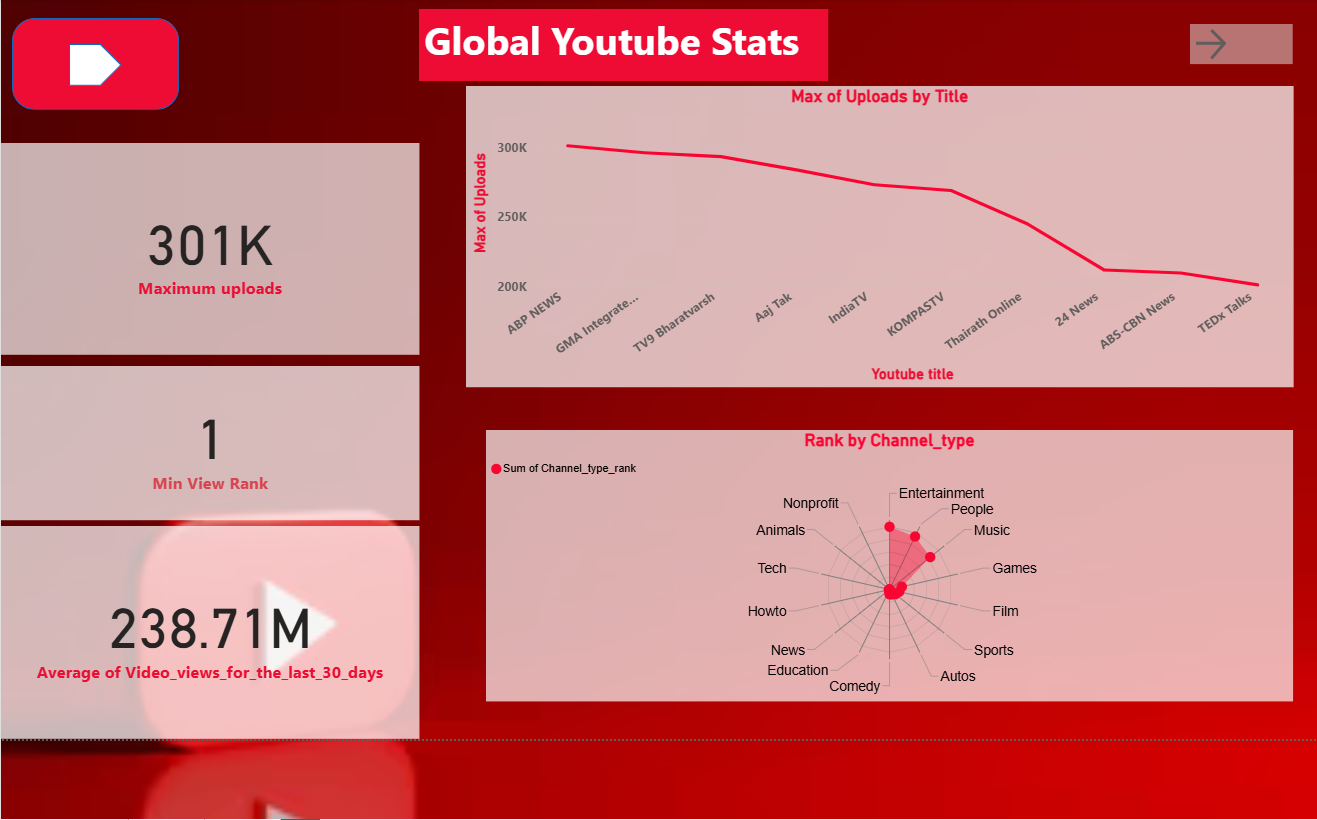 Global Youtube Stats
301K
Maximum uploads
1
Min View Rank
238.71M
Average of Video_views_for_the_last_30_days
Max of Uploads by Title
Max of Uploads
300K
250K
200K
ABP NEWS
GMA Integrate...
TV9 Bharatvarsh
Aaj Tak
IndiaTV
KOMPASTV
Thairath Online
24 News
ABS-CBN News
TEDx Talks
Youtube title
Rank by Channel_type
Sum of Channel_type_rank
Entertainment
People
Music
Games
Film
Sports
Autos
Comedy
Education
News
Howto
Tech
Animals
Nonprofit